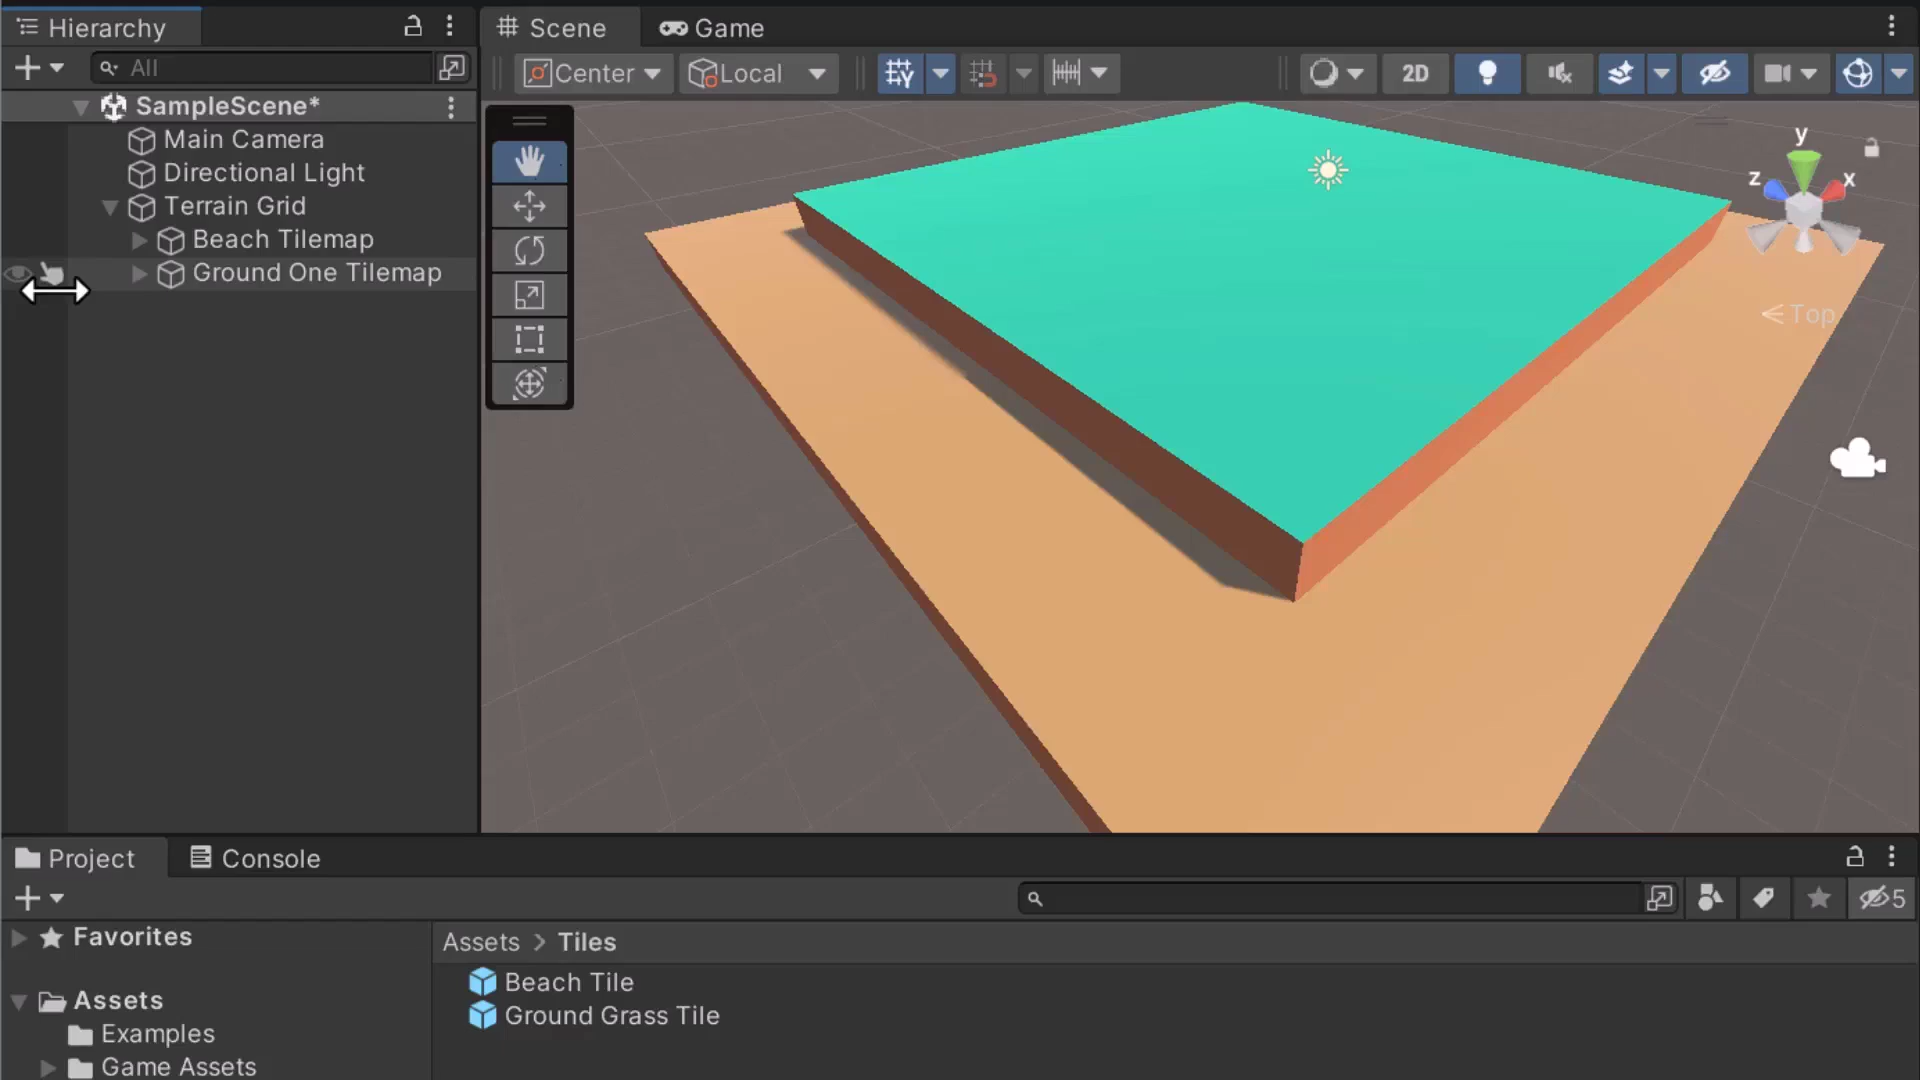 Hierarchy
All
SampleScene*
Main Camera
Directional Light
Terrain Grid
Beach Tilemap
Ground One Tilemap
Scene
Game
Center
Local
2D
y
z
x
Top
Project
Console
5
Favorites
Assets
Examples
Game Assets
Assets > Tiles
Beach Tile
Ground Grass Tile